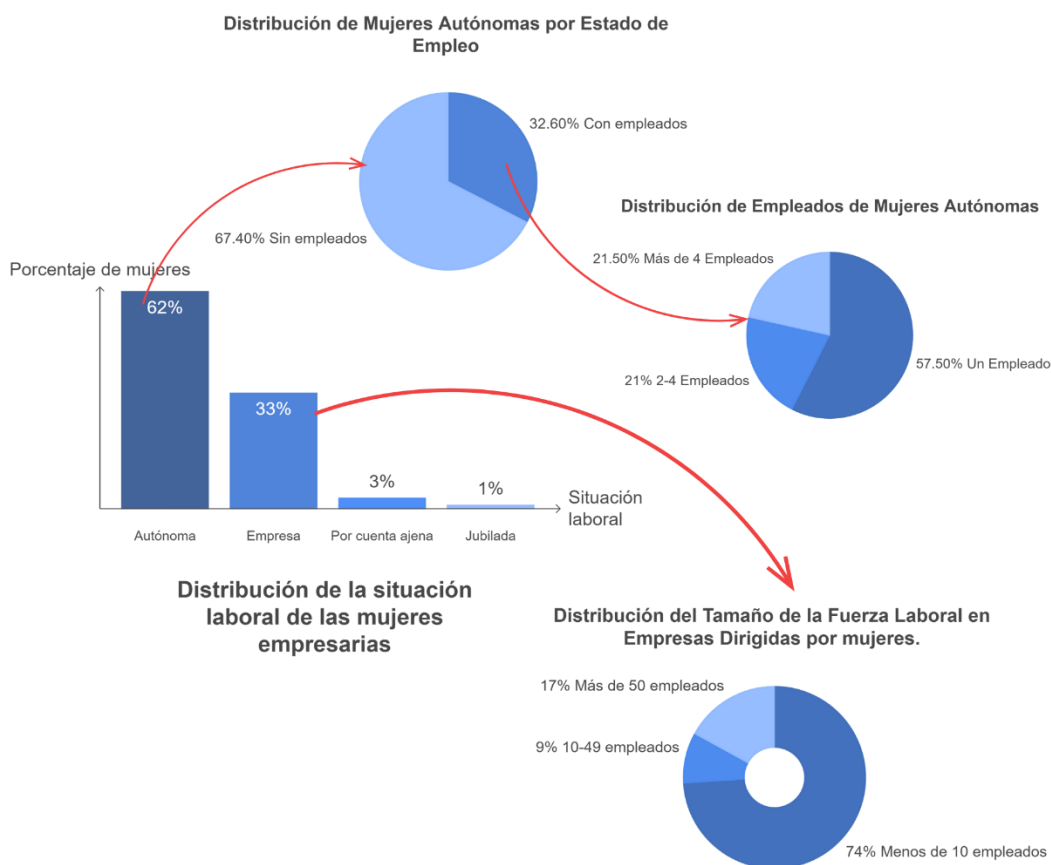 Distribución de Mujeres Autónomas por Estado de
Empleo
32.60% Con empleados
67.40% Sin empleados
Distribución de Empleados de Mujeres Autónomas
21.50% Más de 4 Empleados
57.50% Un Empleado
21% 2-4 Empleados
Porcentaje de mujeres
62%
33%
3%
1%
Situación
laboral
Autónoma
Empresa
Por cuenta ajena
Jubilada
Distribución de la situación
laboral de las mujeres
empresarias
Distribución del Tamaño de la Fuerza Laboral en
Empresas Dirigidas por mujeres.
17% Más de 50 empleados
9% 10-49 empleados
74% Menos de 10 empleados